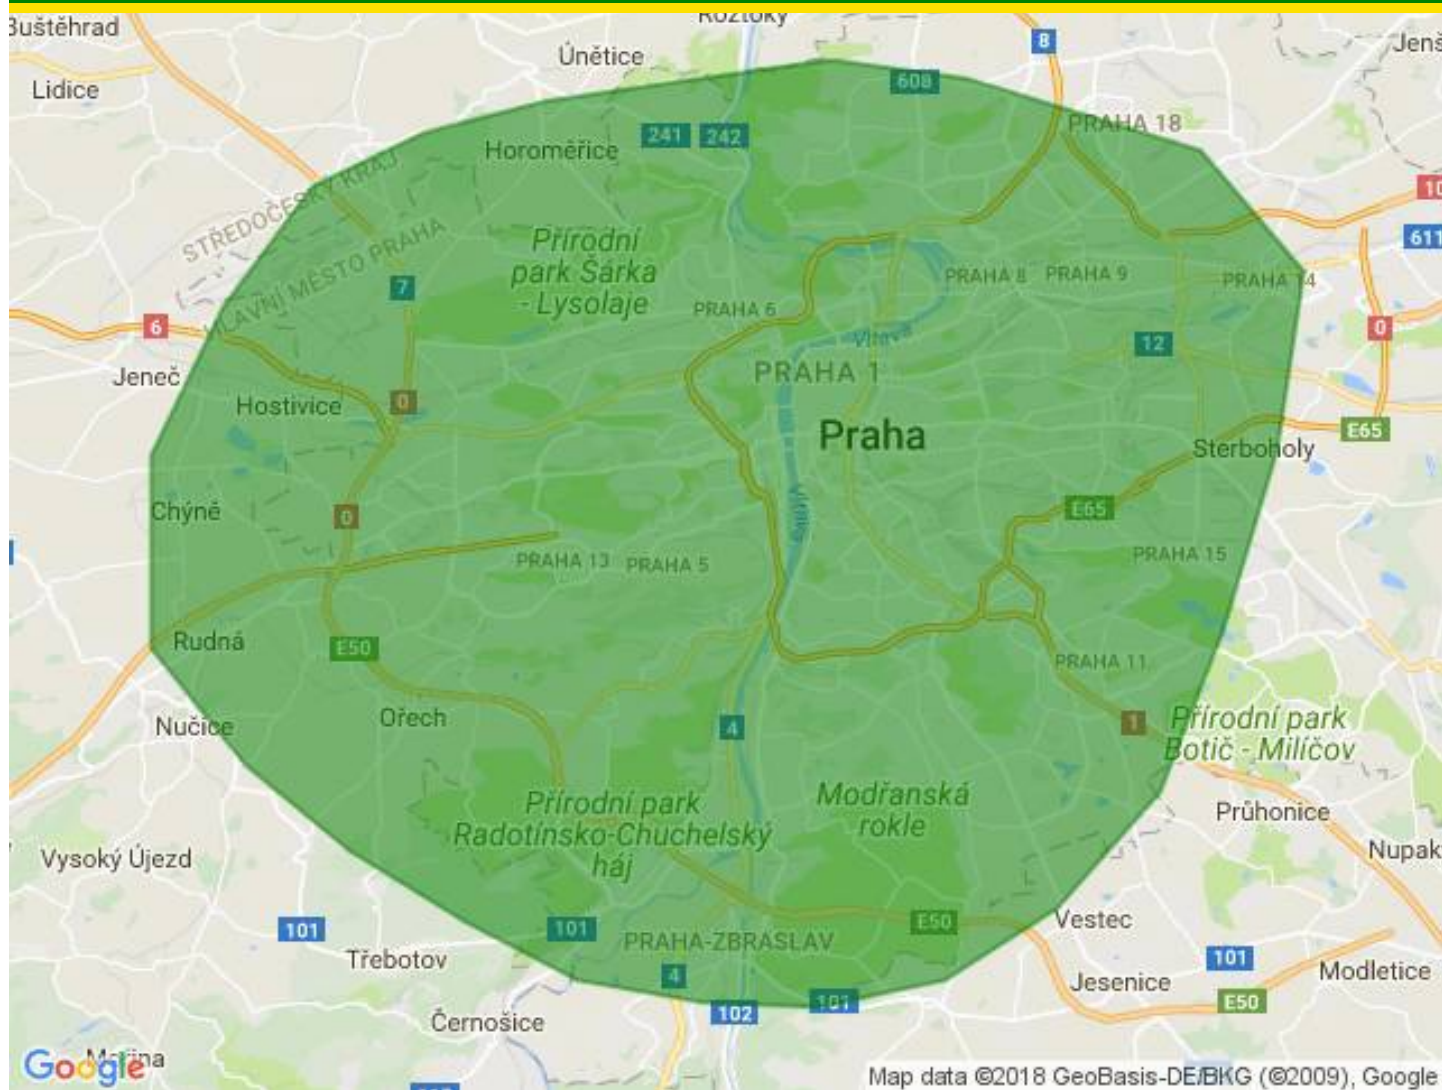 Roztoky
Buštěhrad
8
Jenš
Únětice
Lidice
608
PRAHA 18
241
242
Horoměřice
STŘEDOČESKÝ KRAJ
10
HLAVNÍ MĚSTO PRAHA
Přírodní
park Šárka
- Lysolaje
611
PRAHA 8
PRAHA 9
PRAHA 14
7
PRAHA 6
6
0
Vltava
12
Jeneč
PRAHA 1
Hostivice
0
Praha
E65
Sterboholy
Chýně
0
Vltava
E65
PRAHA 13
PRAHA 5
PRAHA 15
Rudná
E50
PRAHA 11
Ořech
Nučice
4
1
Přírodní park
Botič - Milíčov
Přírodní park
Radotínsko-Chuchelský
háj
Modřanská
rokle
Průhonice
Vysoký Újezd
Nupak
101
101
E50
Vestec
PRAHA-ZBRASLAV
Třebotov
4
101
Modletice
Jesenice
102
101
E50
Černošice
Google
Map data ©2018 GeoBasis-DE/BKG (©2009), Google